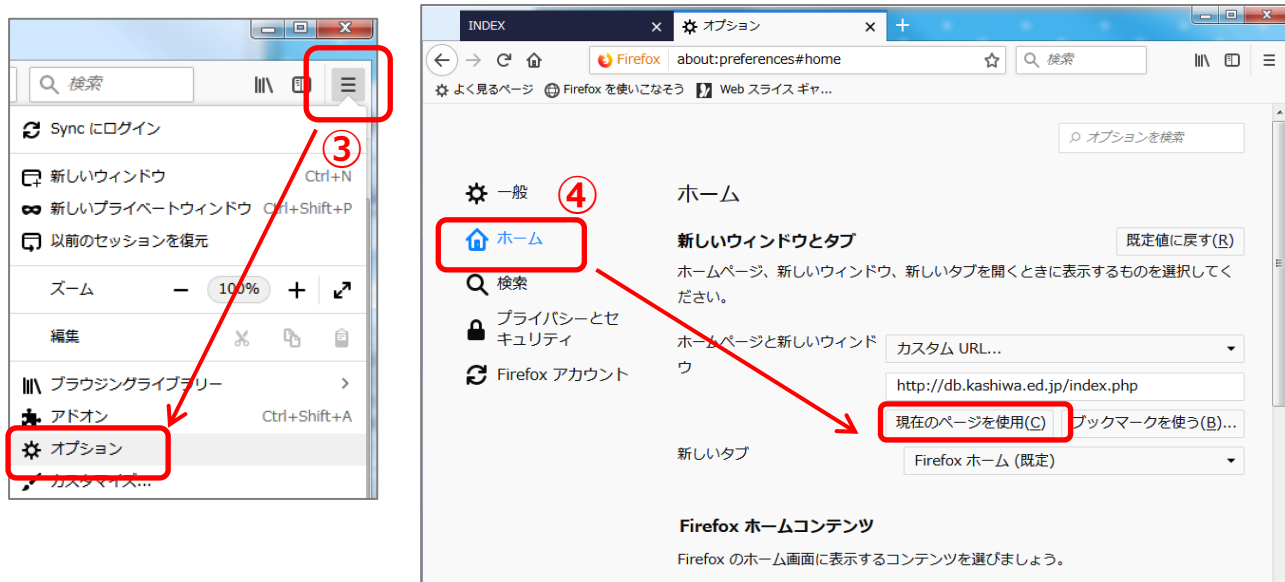 検索
③
Sync にログイン
新しいウィンドウ Ctrl+N
新しいプライベートウィンドウ Ctrl+Shift+P
以前のセッションを復元
ズーム 100%
編集
ブラウジングライブラリー
アドオン Ctrl+Shift+A
オプション
カスタマイズ...
INDEX オプション
Firefox about:preferences#home 検索
よく見るページ Firefox を使いこなそう Web スライス ギャ...
オプションを検索
④
一般
ホーム
検索
プライバシーとセ
キュリティ
Firefox アカウント
ホーム
新しいウィンドウとタブ 既定値に戻す(R)
ホームページ、新しいウィンドウ、新しいタブを開くときに表示するものを選択してく
ださい。
ホームページと新しいウィンド
ウ
カスタム URL...
http://db.kashiwa.ed.jp/index.php
現在のページを使用(C) ブックマークを使う(B)...
新しいタブ Firefox ホーム (既定)
Firefox ホームコンテンツ
Firefox のホーム画面に表示するコンテンツを選びましょう。